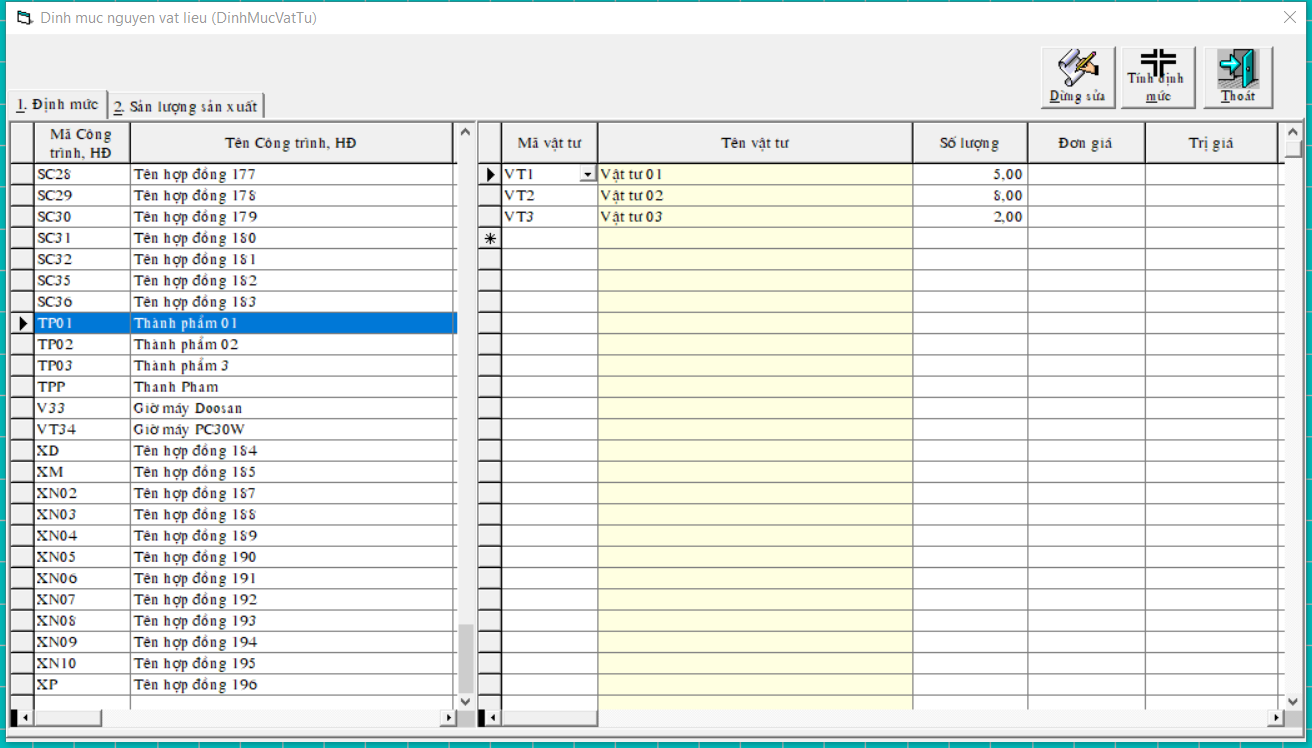 Dinh muc nguyen vat lieu (DinhMucVatTu)
Dừng sửa
Tính định mức
Thoát
1. Định mức
2. Sản lượng sản xuất
Mã Công trình, HĐ Tên Công trình, HĐ
SC28 Tên hợp đồng 177
SC29 Tên hợp đồng 178
SC30 Tên hợp đồng 179
SC31 Tên hợp đồng 180
SC32 Tên hợp đồng 181
SC35 Tên hợp đồng 182
SC36 Tên hợp đồng 183
TP01 Thành phẩm 01
TP02 Thành phẩm 02
TP03 Thành phẩm 3
TPP Thanh Pham
V33 Giờ máy Doosan
VT34 Giờ máy PC30W
XD Tên hợp đồng 184
XM Tên hợp đồng 185
XN02 Tên hợp đồng 187
XN03 Tên hợp đồng 188
XN04 Tên hợp đồng 189
XN05 Tên hợp đồng 190
XN06 Tên hợp đồng 191
XN07 Tên hợp đồng 192
XN08 Tên hợp đồng 193
XN09 Tên hợp đồng 194
XN10 Tên hợp đồng 195
XP Tên hợp đồng 196
Mã vật tư Tên vật tư Số lượng Đơn giá Trị giá
VT1 Vật tư 01 5,00
VT2 Vật tư 02 8,00
VT3 Vật tư 03 2,00